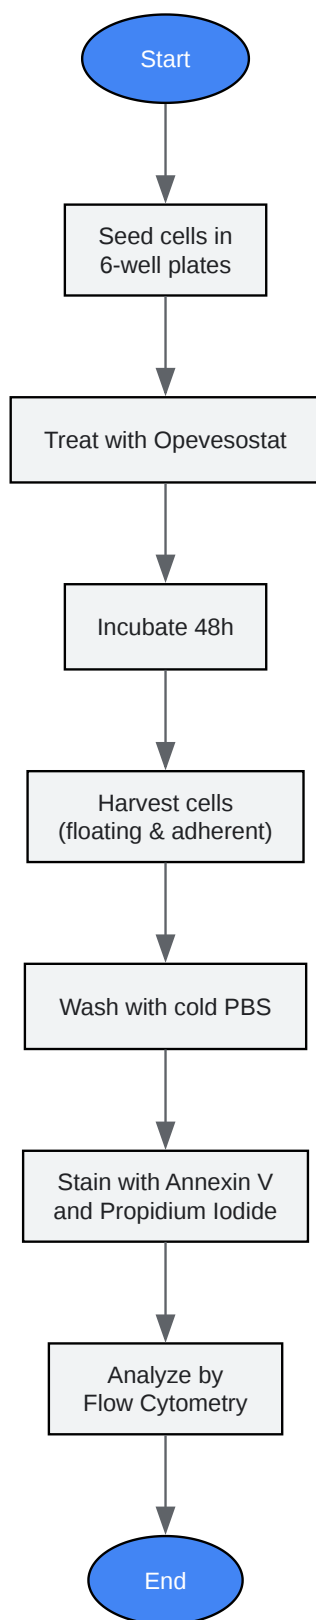 Start
Seed cells in
6-well plates
Treat with Opevesostat
Incubate 48h
Harvest cells
(floating & adherent)
Wash with cold PBS
Stain with Annexin V
and Propidium Iodide
Analyze by
Flow Cytometry
End